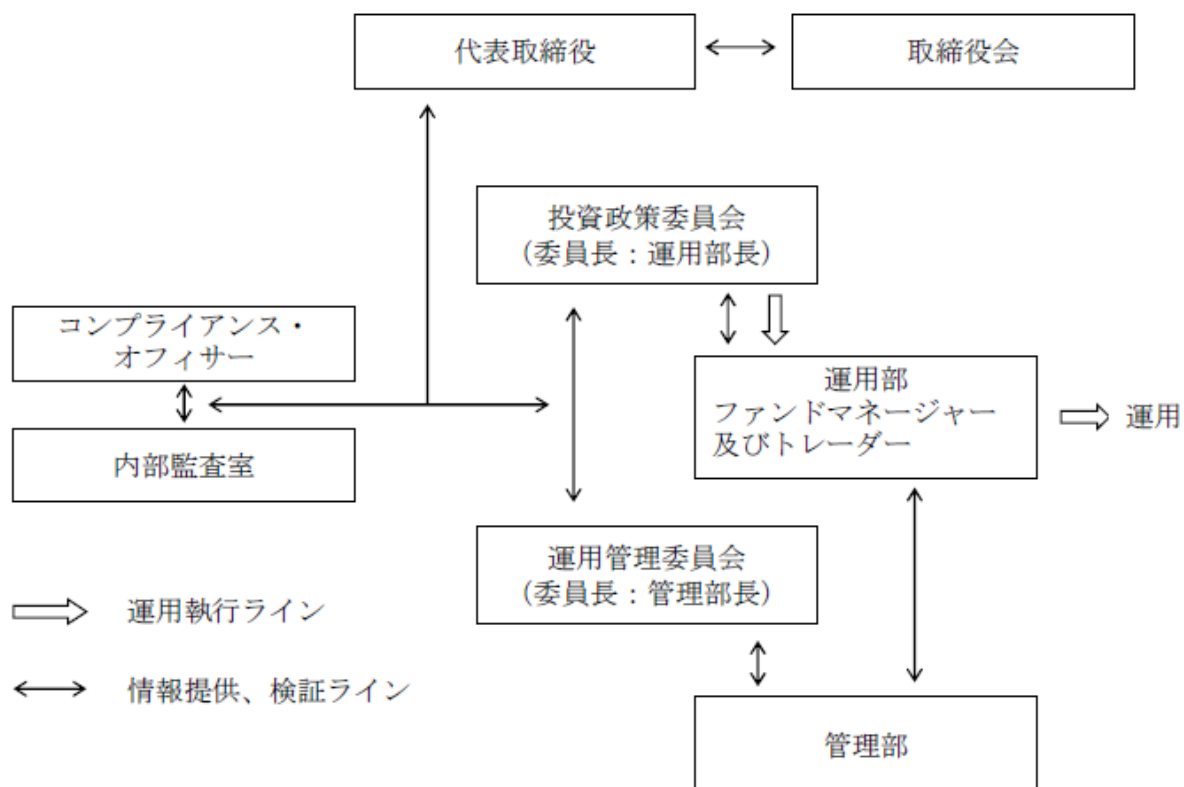 代表取締役
取締役会
投資政策委員会
(委員長:運用部長)
コンプライアンス・
オフィサー
運用部
ファンドマネージャー
及びトレーダー
運用
内部監査室
運用管理委員会
(委員長:管理部長)
運用執行ライン
情報提供、検証ライン
管理部